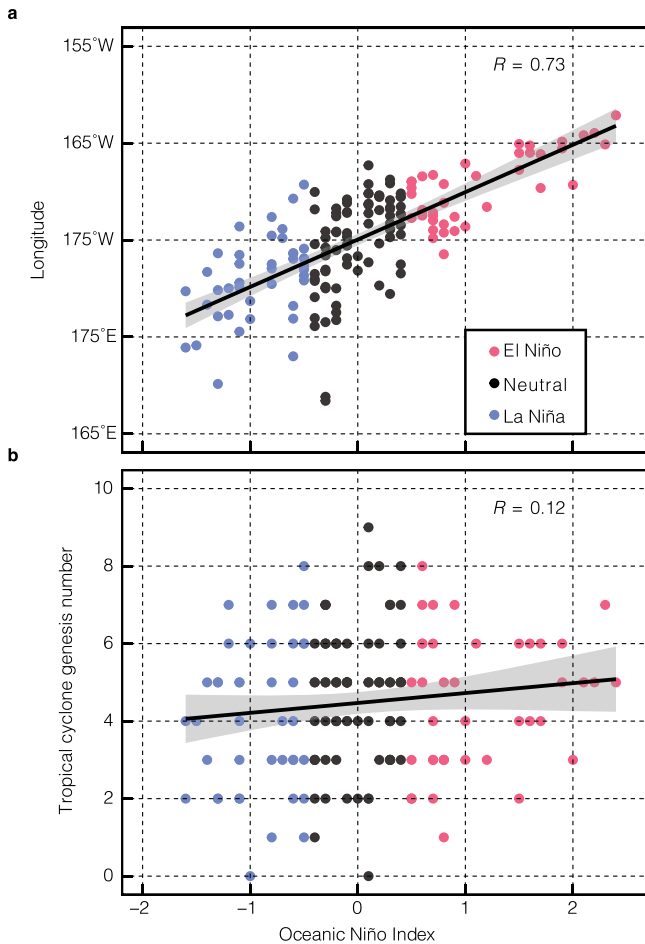 a
155°W
165°W
175°W
175°E
165°E
Longitude
R = 0.73
El Niño
Neutral
La Niña
b
10
8
6
4
2
0
Tropical cyclone genesis number
R = 0.12
−2 −1 0 1 2
Oceanic Niño Index